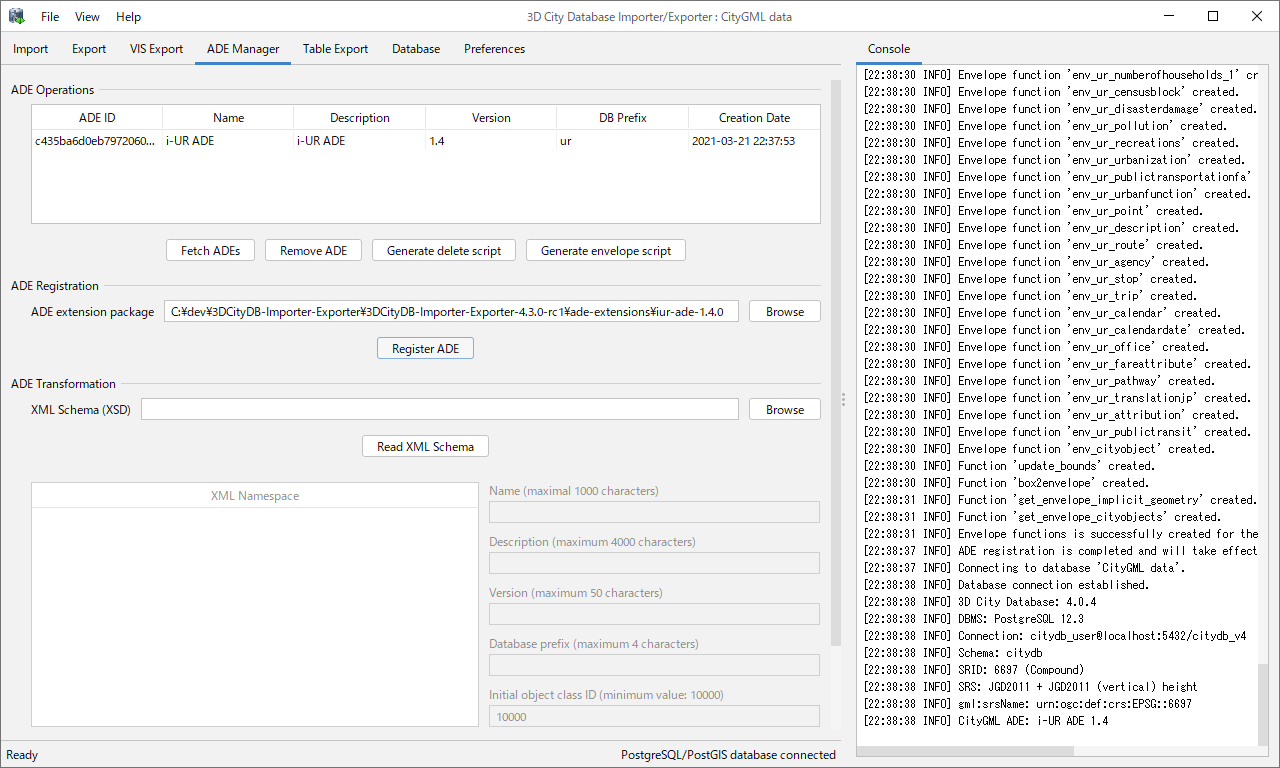 File View Help 3D City Database Importer/Exporter : CityGML data
Import Export VIS Export ADE Manager Table Export Database Preferences
ADE Operations
ADE ID Name Description Version DB Prefix Creation Date
c435ba6d0eb7972060... i-UR ADE i-UR ADE 1.4 ur 2021-03-21 22:37:53
Fetch ADEs Remove ADE Generate delete script Generate envelope script
ADE Registration
ADE extension package C:¥dev¥3DCityDB-Importer-Exporter¥3DCityDB-Importer-Exporter-4.3.0-rc1¥ade-extensions¥iur-ade-1.4.0 Browse
Register ADE
ADE Transformation
XML Schema (XSD) Browse
Read XML Schema
XML Namespace
Name (maximal 1000 characters)
Description (maximum 4000 characters)
Version (maximum 50 characters)
Database prefix (maximum 4 characters)
Initial object class ID (minimum value: 10000)
10000
Ready PostgreSQL/PostGIS database connected
Console
[22:38:30 INFO] Envelope function 'env_ur_numberofhouseholds_1' cr
[22:38:30 INFO] Envelope function 'env_ur_censusblock' created.
[22:38:30 INFO] Envelope function 'env_ur_disasterdamage' created.
[22:38:30 INFO] Envelope function 'env_ur_pollution' created.
[22:38:30 INFO] Envelope function 'env_ur_recreations' created.
[22:38:30 INFO] Envelope function 'env_ur_urbanization' created.
[22:38:30 INFO] Envelope function 'env_ur_publictransportationfa'
[22:38:30 INFO] Envelope function 'env_ur_urbanfunction' created.
[22:38:30 INFO] Envelope function 'env_ur_point' created.
[22:38:30 INFO] Envelope function 'env_ur_description' created.
[22:38:30 INFO] Envelope function 'env_ur_route' created.
[22:38:30 INFO] Envelope function 'env_ur_agency' created.
[22:38:30 INFO] Envelope function 'env_ur_stop' created.
[22:38:30 INFO] Envelope function 'env_ur_trip' created.
[22:38:30 INFO] Envelope function 'env_ur_calendar' created.
[22:38:30 INFO] Envelope function 'env_ur_calendardate' created.
[22:38:30 INFO] Envelope function 'env_ur_office' created.
[22:38:30 INFO] Envelope function 'env_ur_fareattribute' created.
[22:38:30 INFO] Envelope function 'env_ur_pathway' created.
[22:38:30 INFO] Envelope function 'env_ur_translationjp' created.
[22:38:30 INFO] Envelope function 'env_ur_attribution' created.
[22:38:30 INFO] Envelope function 'env_ur_publictransit' created.
[22:38:30 INFO] Envelope function 'env_cityobject' created.
[22:38:30 INFO] Function 'update_bounds' created.
[22:38:30 INFO] Function 'box2envelope' created.
[22:38:31 INFO] Function 'get_envelope_implicit_geometry' created.
[22:38:31 INFO] Function 'get_envelope_cityobjects' created.
[22:38:31 INFO] Envelope functions is successfully created for the
[22:38:37 INFO] ADE registration is completed and will take effect
[22:38:37 INFO] Connecting to database 'CityGML data'.
[22:38:38 INFO] Database connection established.
[22:38:38 INFO] 3D City Database: 4.0.4
[22:38:38 INFO] DBMS: PostgreSQL 12.3
[22:38:38 INFO] Connection: citydb_user@localhost:5432/citydb_v4
[22:38:38 INFO] Schema: citydb
[22:38:38 INFO] SRID: 6697 (Compound)
[22:38:38 INFO] SRS: JGD2011 + JGD2011 (vertical) height
[22:38:38 INFO] gml:srsName: urn:ogc:def:crs:EPSG::6697
[22:38:38 INFO] CityGML ADE: i-UR ADE 1.4